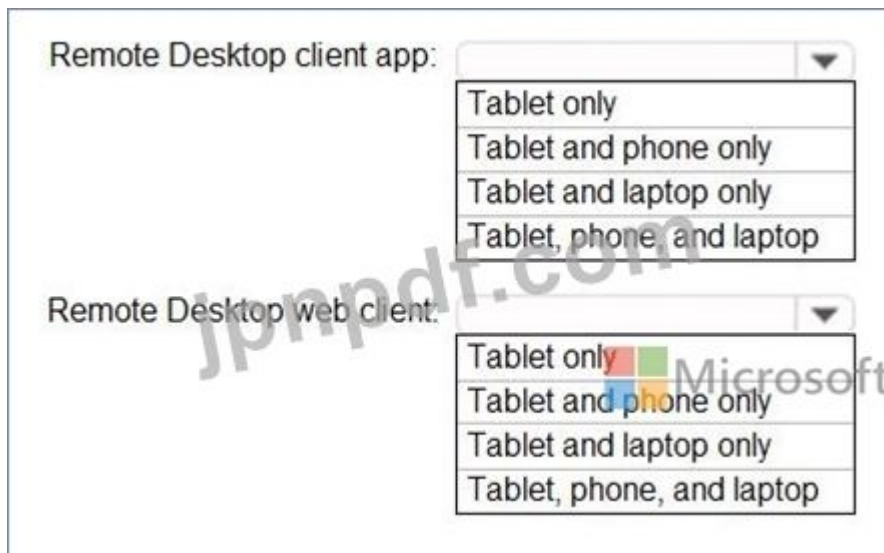 Remote Desktop client app:
Tablet only
Tablet and phone only
Tablet and laptop only
Tablet, phone, and laptop
jpnpdf.com
Remote Desktop web client:
Tablet only
Microsoft
Tablet and phone only
Tablet and laptop only
Tablet, phone, and laptop